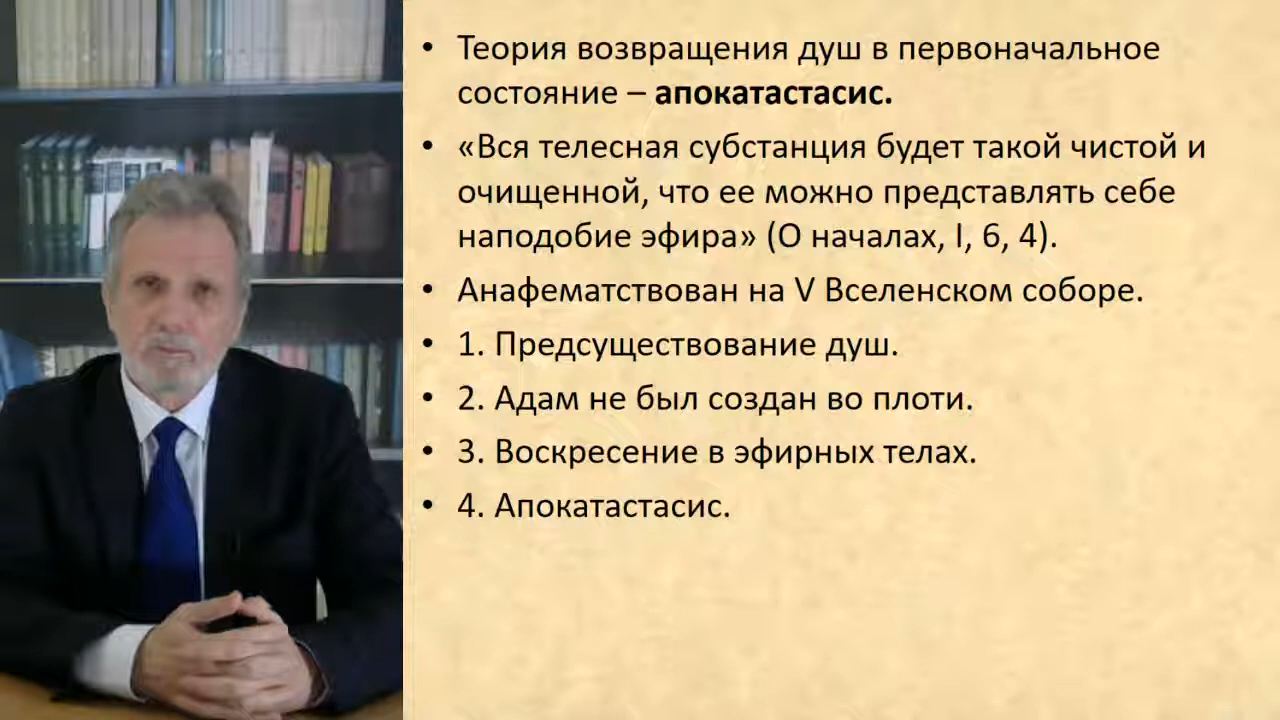 • Теория возвращения душ в первоначальное
состояние – апокатастасис.
• «Вся телесная субстанция будет такой чистой и
очищенной, что ее можно представлять себе
наподобие эфира» (О началах, I, 6, 4).
• Анафематствован на V Вселенском соборе.
• 1. Предсуществование душ.
• 2. Адам не был создан во плоти.
• 3. Воскресение в эфирных телах.
• 4. Апокатастасис.